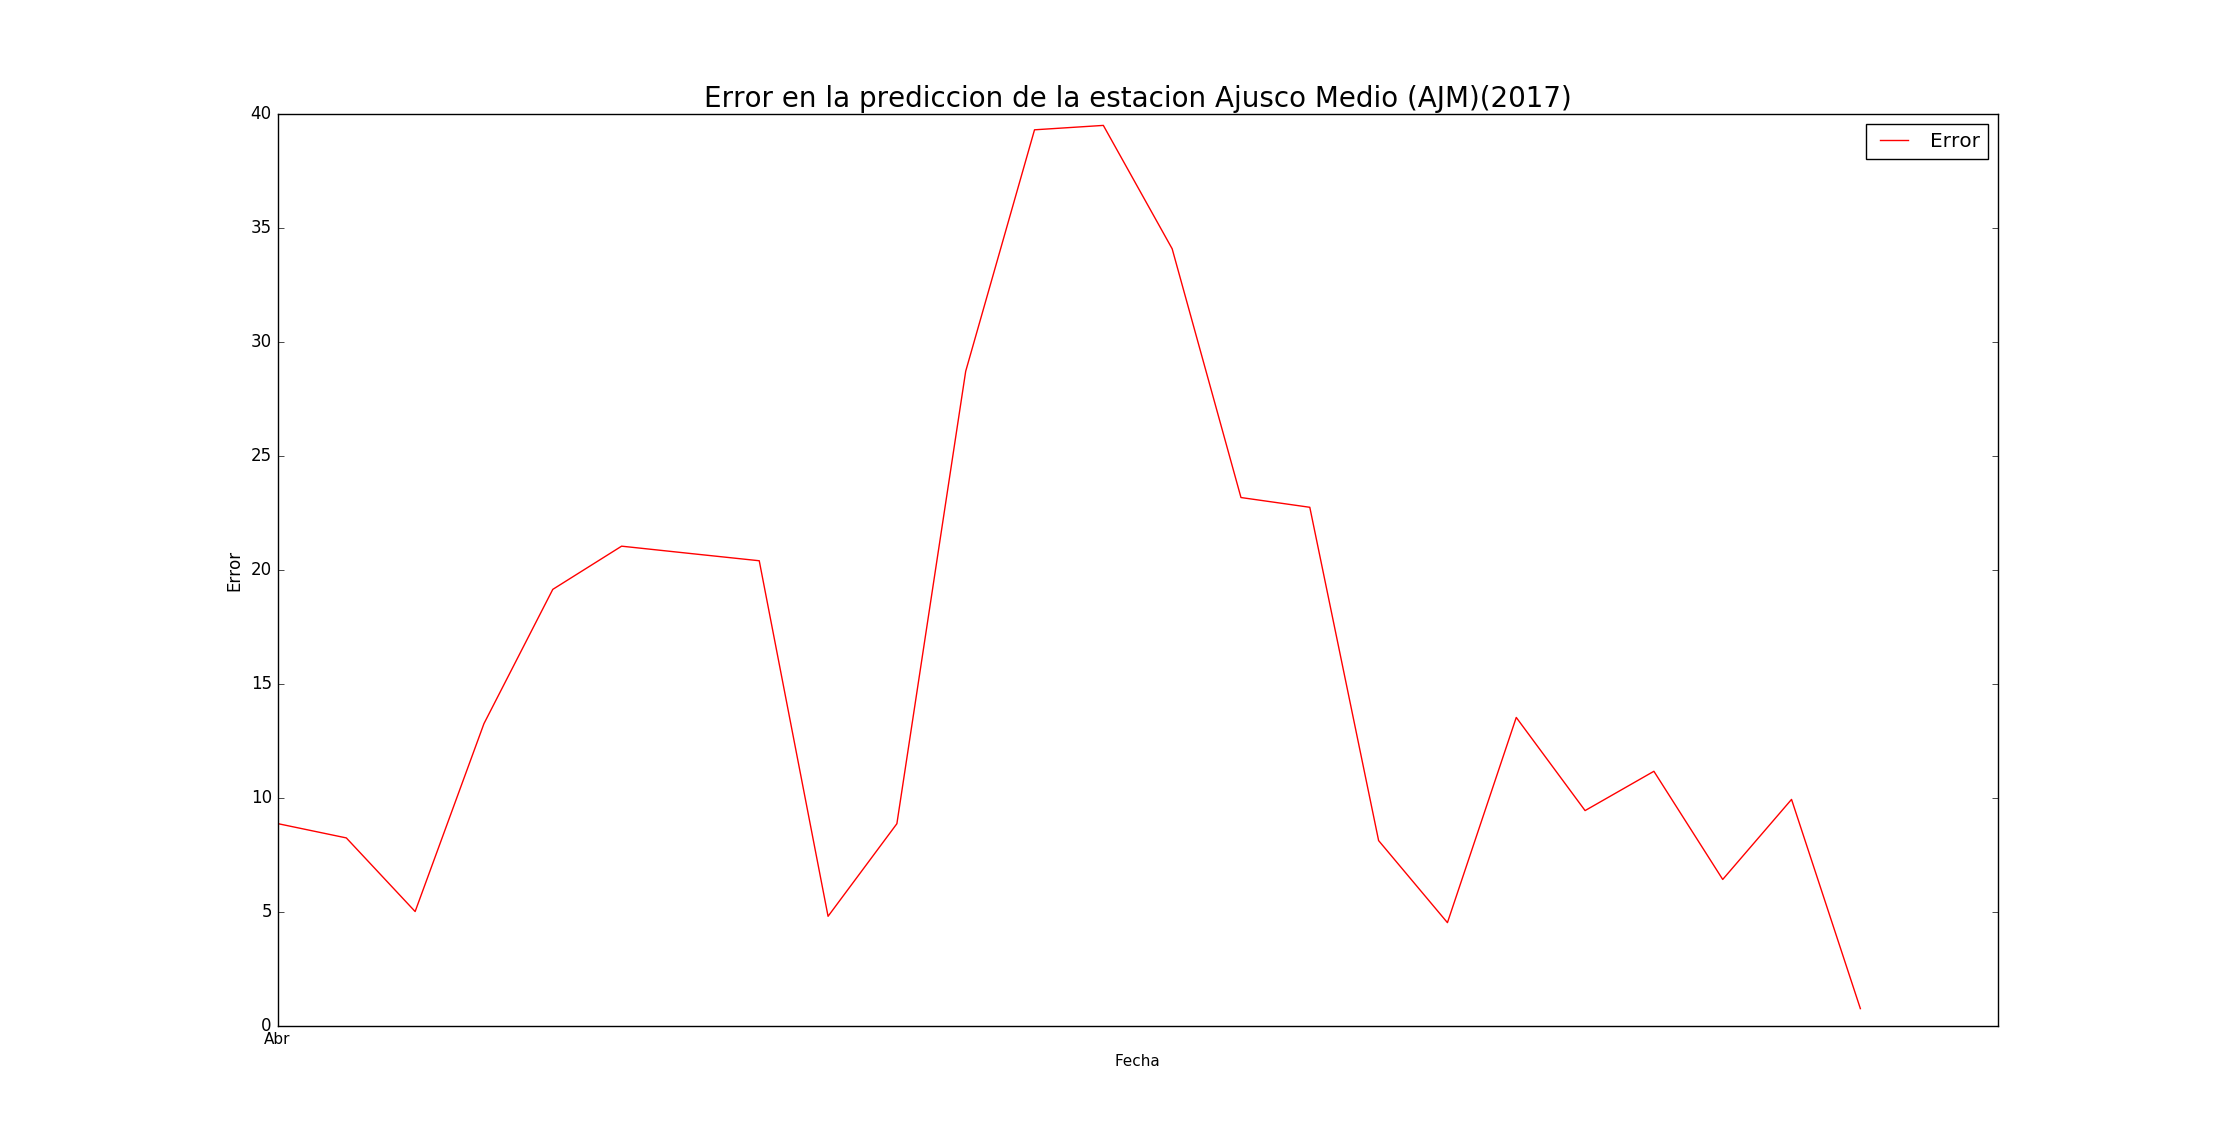 Error en la prediccion de la estacion Ajusco Medio (AJM)(2017)
40
35
30
25
20
15
10
5
0
Error
Error
Abr
Fecha